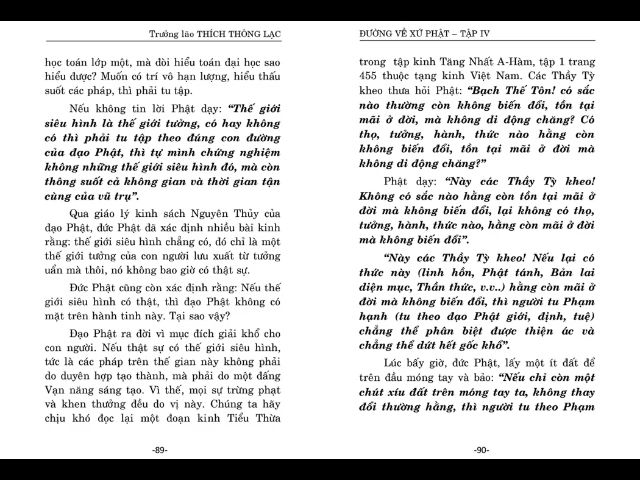 Trưởng lão THÍCH THÔNG LẠC
học toán lớp một, mà đòi hiểu toán đại học sao
hiểu được? Muốn có trí vô hạn lượng, hiểu thấu
suốt các pháp, thì phải tu tập.
Nếu không tin lời Phật dạy: “Thế giới
siêu hình là thế giới tưởng, có hay không
có thì phải tu tập theo đúng con đường
của đạo Phật, thì tự mình chứng nghiệm
không những thế giới siêu hình đó, mà còn
thông suốt cả không gian và thời gian tận
cùng của vũ trụ”.
Qua giáo lý kinh sách Nguyên Thủy của
đạo Phật, đức Phật đã xác định nhiều bài kinh
rằng: thế giới siêu hình chẳng có, dó chỉ là một
thế giới tưởng của con người lưu xuất từ tưởng
uẩn mà thôi, nó không bao giờ có thật sự.
Đức Phật cũng còn xác định rằng: Nếu thế
giới siêu hình có thật, thì đạo Phật không có
mặt trên hành tinh này. Tại sao vậy?
Đạo Phật ra đời vì mục đích giải khổ cho
con người. Nếu thật sự có thế giới siêu hình,
tức là các pháp trên thế gian này không phải
do duyên hợp tạo thành, mà phải do một đấng
Vạn năng sáng tạo. Vì thế, mọi sự trừng phạt
và khen thưởng đều do vị này. Chúng ta hãy
chịu khó đọc lại một đoạn kinh Tiểu Thừa
-89-
ĐƯỜNG VỀ XỨ PHẬT – TẬP IV
trong tập kinh Tăng Nhất A-Hàm, tập 1 trang
455 thuộc tạng kinh Việt Nam. Các Thầy Tỳ
kheo thưa hỏi Phật: “Bạch Thế Tôn! có sắc
nào thường còn không biến đổi, tồn tại
mãi ở đời, mà không di động chăng? Có
thọ, tưởng, hành, thức nào hằng còn
không biến đổi, tồn tại mãi ở đời mà
không di động chăng?”
Phật dạy: “Này các Thầy Tỳ kheo!
Không có sắc nào hằng còn tồn tại mãi ở
đời mà không biến đổi, lại không có thọ,
tưởng, hành, thức nào, hằng còn mãi ở đời
mà không biến đổi”.
“Này các Thầy Tỳ kheo! Nếu lại có
thức này (linh hồn, Phật tánh, Bản lai
diện mục, Thần thức, v.v..) hằng còn mãi ở
đời mà không biến đổi, thì người tu Phạm
hạnh (tu theo đạo Phật giới, định, tuệ)
chẳng thể phân biệt được thiện ác và
chẳng thể dứt hết gốc khổ”.
Lúc bấy giờ, đức Phật, lấy một ít đất để
trên đầu móng tay và bảo: “Nếu chỉ còn một
chút xíu đất trên móng tay ta, không thay
đổi thường hằng, thì người tu theo Phạm
-90-